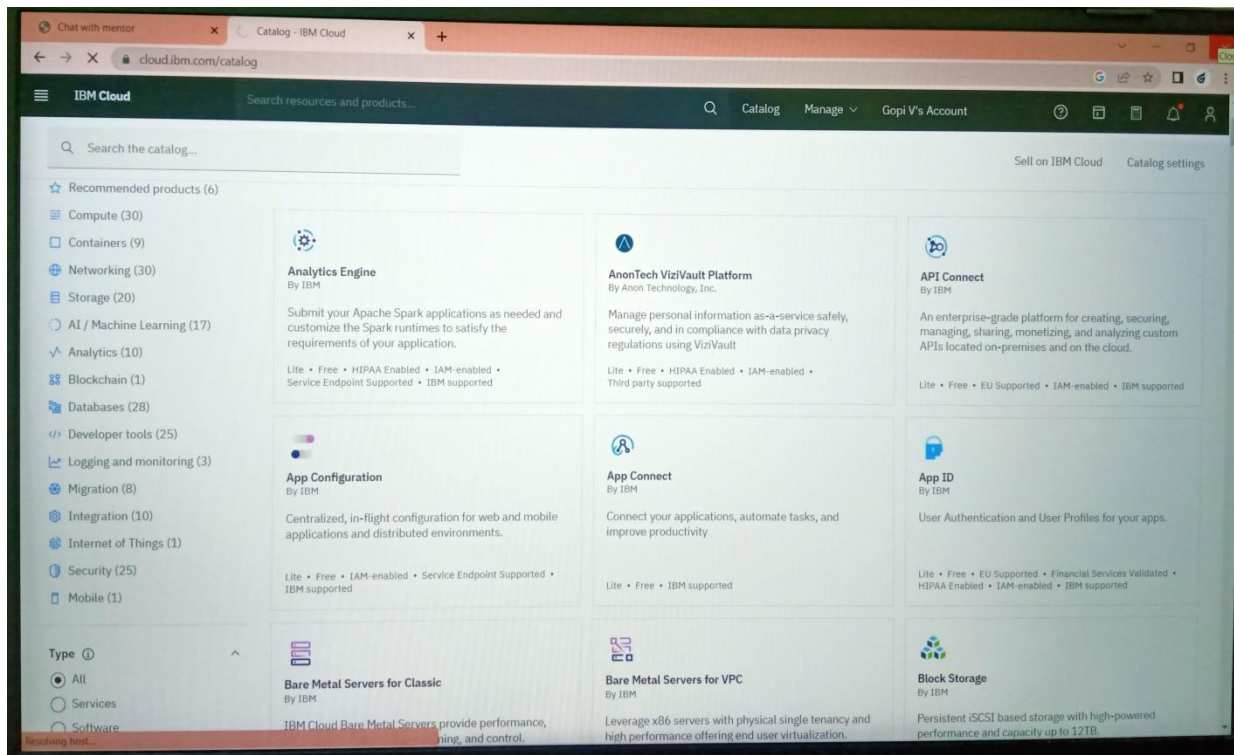 Chat with mentor
Catalog - IBM Cloud
cloud.ibm.com/catalog
Clo
IBM Cloud
Search resources and products...
Catalog
Manage
Gopi V's Account
Search the catalog...
Sell on IBM Cloud
Catalog settings
Recommended products (6)
Compute (30)
Containers (9)
Networking (30)
Storage (20)
AI / Machine Learning (17)
Analytics (10)
Blockchain (1)
Databases (28)
Developer tools (25)
Logging and monitoring (3)
Migration (8)
Integration (10)
Internet of Things (1)
Security (25)
Mobile (1)
Type
All
Services
Software
Resolving host...
Analytics Engine
By IBM
Submit your Apache Spark applications as needed and
customize the Spark runtimes to satisfy the
requirements of your application.
Lite • Free • HIPAA Enabled • IAM-enabled •
Service Endpoint Supported • IBM supported
AnonTech ViziVault Platform
By Anon Technology, Inc.
Manage personal information as-a-service safely,
securely, and in compliance with data privacy
regulations using ViziVault
Lite • Free • HIPAA Enabled • IAM-enabled •
Third party supported
API Connect
By IBM
An enterprise-grade platform for creating, securing,
managing, sharing, monetizing, and analyzing custom
APIs located on-premises and on the cloud.
Lite • Free • EU Supported • IAM-enabled • IBM supported
App Configuration
By IBM
Centralized, in-flight configuration for web and mobile
applications and distributed environments.
Lite • Free • IAM-enabled • Service Endpoint Supported •
IBM supported
App Connect
By IBM
Connect your applications, automate tasks, and
improve productivity
Lite • Free • IBM supported
App ID
By IBM
User Authentication and User Profiles for your apps.
Lite • Free • EU Supported • Financial Services Validated •
HIPAA Enabled • IAM-enabled • IBM supported
Bare Metal Servers for Classic
By IBM
IBM Cloud Bare Metal Servers provide performance,
ning, and control.
Bare Metal Servers for VPC
By IBM
Leverage x86 servers with physical single tenancy and
high performance offering end user virtualization.
Block Storage
By IBM
Persistent iSCSI based storage with high-powered
performance and capacity up to 12TB.